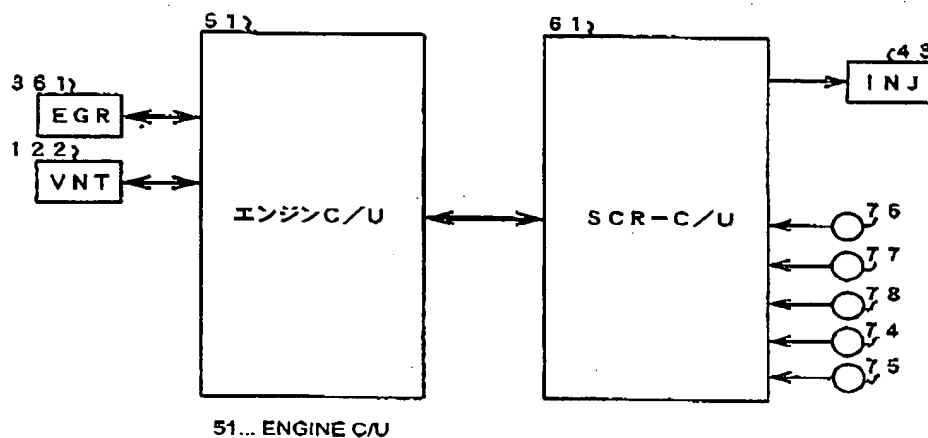 51
361
EGR
122
VNT
エンジンC/U
61
SCR-C/U
43
INJ
76
77
78
74
75
51... ENGINE C/U